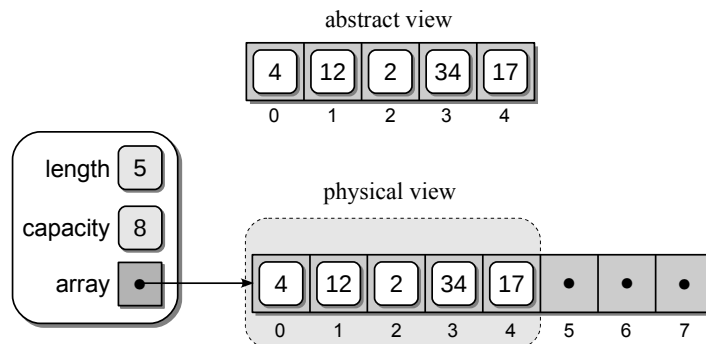 abstract view
4 12 2 34 17
0 1 2 3 4
length 5
physical view
capacity 8
array
4 12 2 34 17
0 1 2 3 4 5 6 7